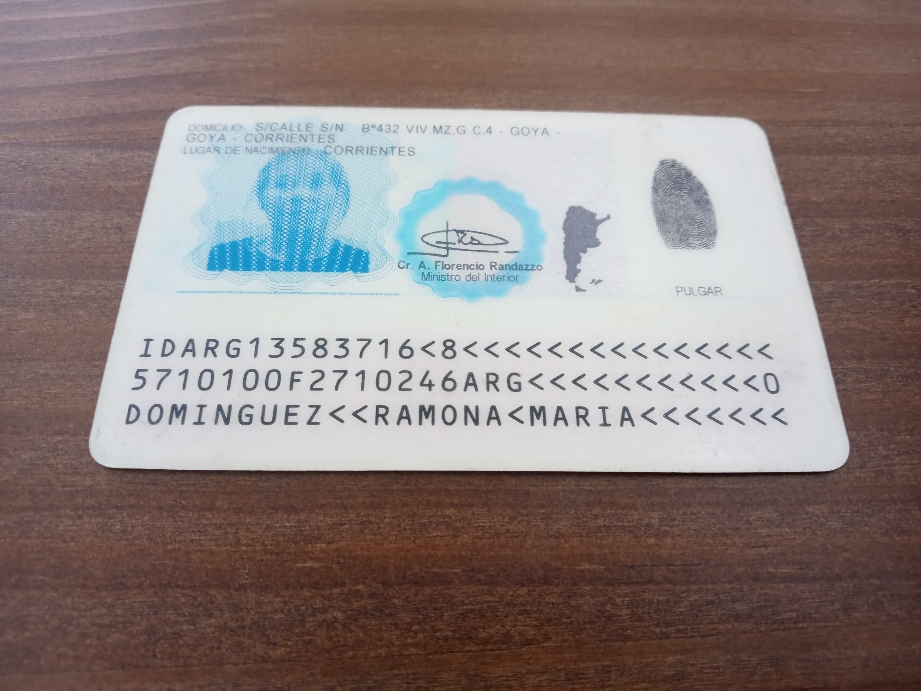 DOMICILIO: S/CALLE S/N Bº432 VIV.MZ.G C.4 - GOYA -
GOYA - CORRIENTES
LUGAR DE NACIMIENTO: CORRIENTES
Cr. A. Florencio Randazzo
Ministro del Interior
PULGAR
IDARG13583716<8<<<<<<<<<<<<<<<
5710100F2710246ARG<<<<<<<<<<<0
DOMINGUEZ<<RAMONA<MARIA<<<<<<<